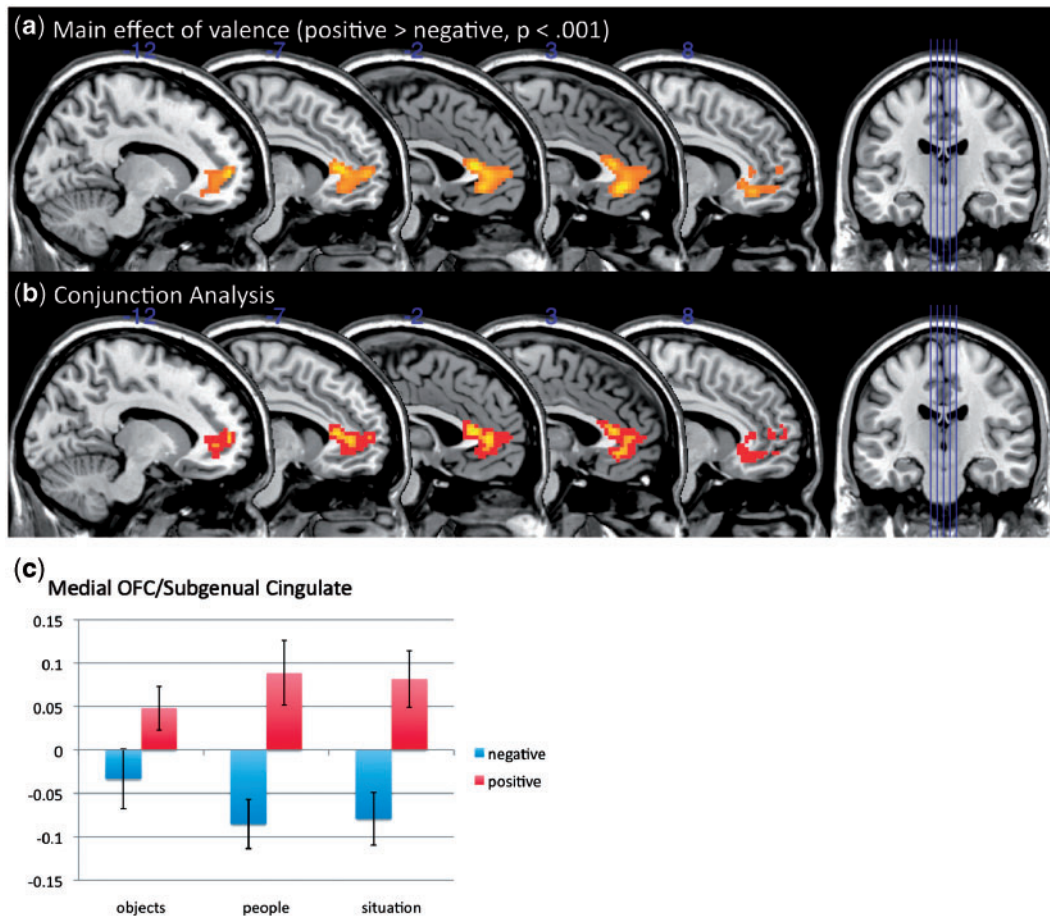 (a) Main effect of valence (positive > negative, p < .001)
-12 -7 -2 3 8
(b) Conjunction Analysis
-12 -7 -2 3 8
(c)
Medial OFC/Subgenual Cingulate
0.15
0.1
0.05
0
-0.05
-0.1
-0.15
negative
positive
objects people situation